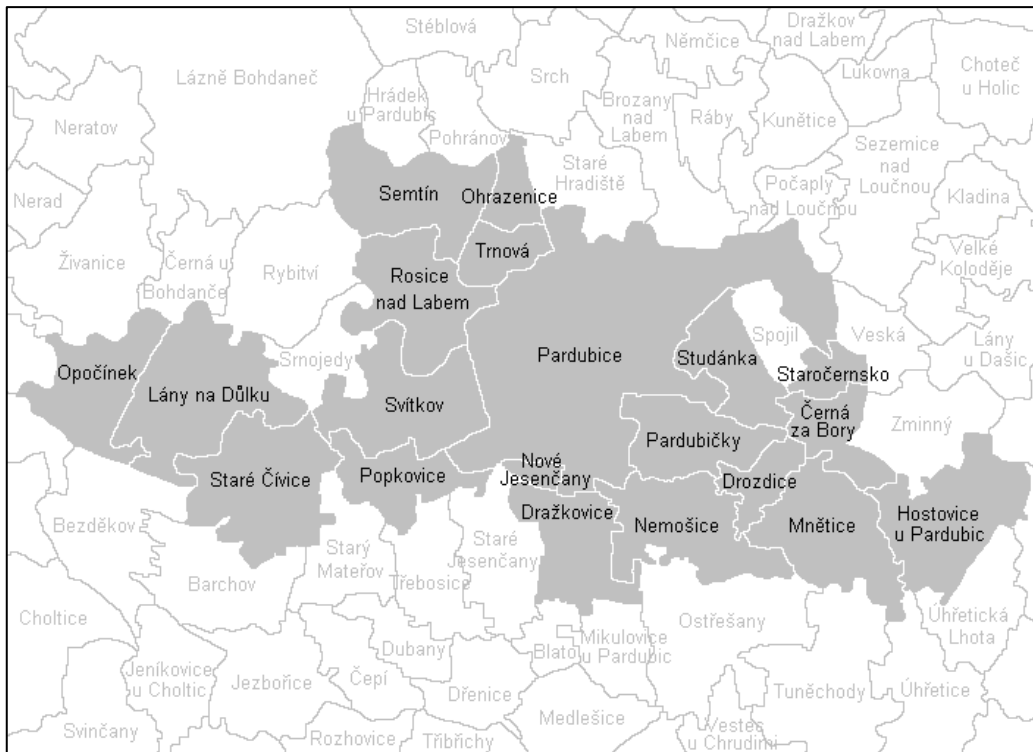 Stéblová
Němčice
Dražkov
nad Labem
Lázně Bohdaneč
Srch
Lukovna
Choteč
u Holic
Hrádek
u Pardubic
Brozany
nad
Labem
Ráby
Kunětice
Neratov
Pohránov
Staré
Hradiště
Sezemice
nad
Loučnou
Nerad
Semtín
Ohrazenice
Počaply
nad Loučnou
Kladina
Živanice
Černá u
Bohdanče
Rybitví
Rosice
nad Labem
Trnová
Velké
Koloděje
Opočínek
Lány na Důlku
Srnojedy
Svítkov
Pardubice
Studánka
Spojil
Veská
Lány
u Dašic
Staročernsko
Černá
za Bory
Zminný
Pardubičky
Staré Čívice
Popkovice
Nové
Jesenčany
Drozdice
Dražkovice
Nemošice
Mnětice
Hostovice
u Pardubic
Bezděkov
Barchov
Starý
Mateřov
Třebosice
Staré
Jesenčany
Choltice
Ostřešany
Úhřetická
Lhota
Jeníkovice
u Choltic
Jezbořice
Čepí
Dubany
Blato
Mikulovice
u Pardubic
Dřenice
Tuněchody
Úhřetice
Svinčany
Rozhovice
Třibřichy
Medlešice
Vestec
u Chrudimi